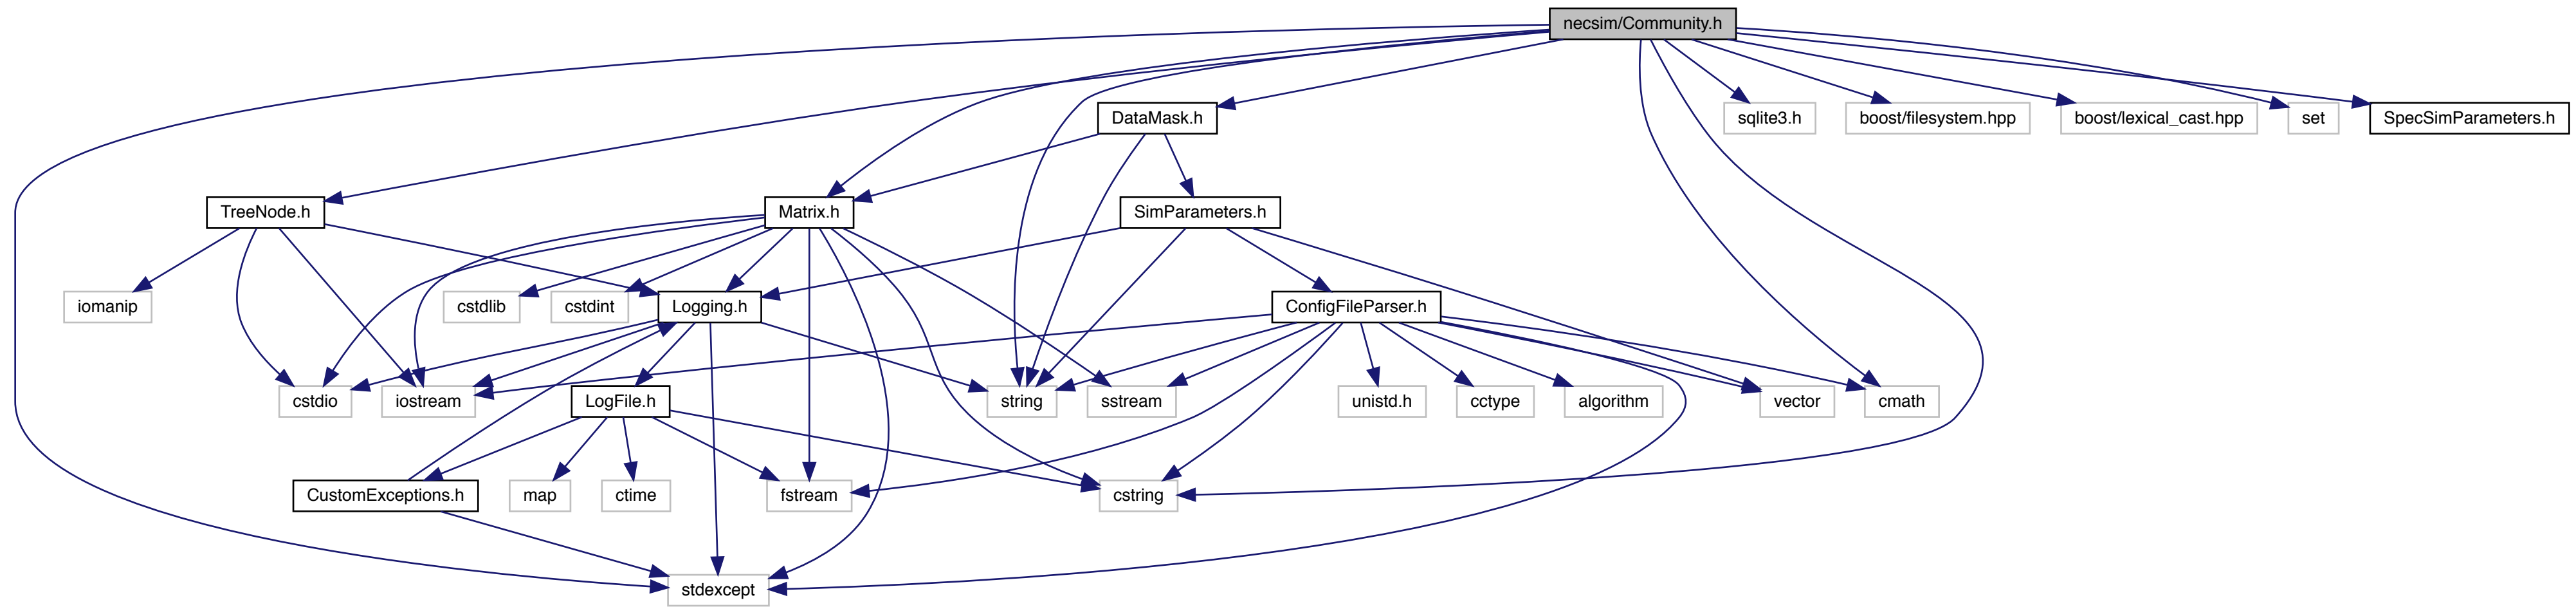 necsim/Community.h
DataMask.h
sqlite3.h
boost/filesystem.hpp
boost/lexical_cast.hpp
set
SpecSimParameters.h
TreeNode.h
Matrix.h
SimParameters.h
iomanip
cstdlib
cstdint
Logging.h
ConfigFileParser.h
cstdio
iostream
LogFile.h
string
sstream
unistd.h
cctype
algorithm
vector
cmath
CustomExceptions.h
map
ctime
fstream
cstring
stdexcept